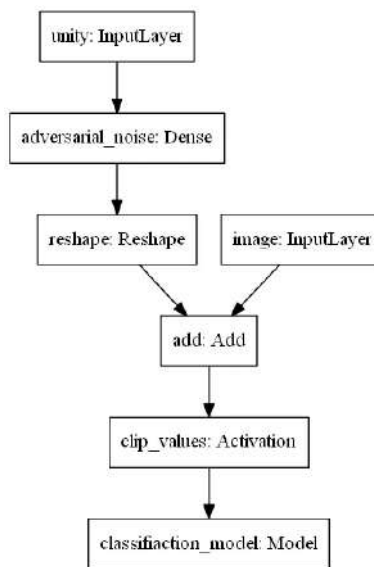 unity: InputLayer
adversarial_noise: Dense
reshape: Reshape
image: InputLayer
add: Add
clip_values: Activation
classifiaction_model: Model